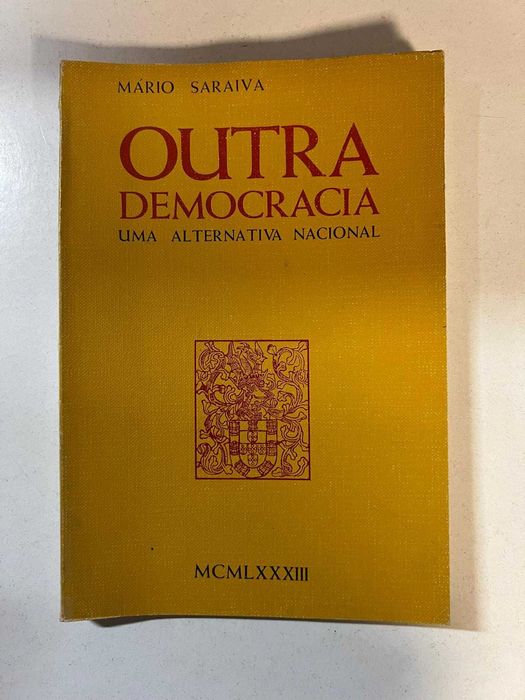 MÁRIO SARAIVA
OUTRA
DEMOCRACIA
UMA ALTERNATIVA NACIONAL
MCMLXXXIII